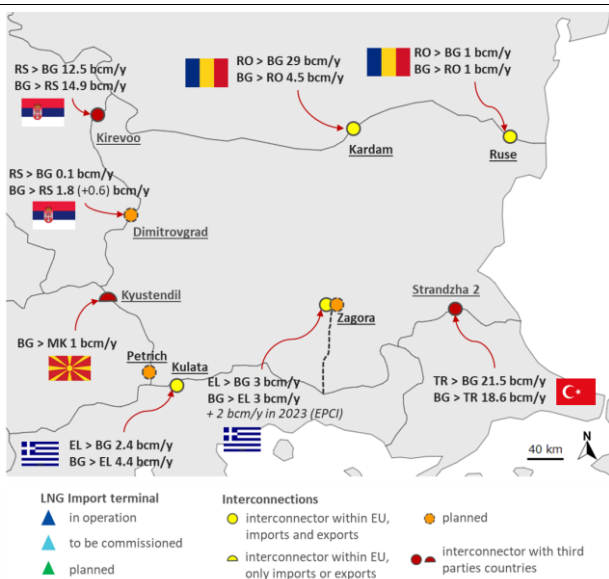 RO > BG 29 bcm/y
BG > RO 4.5 bcm/y
RO > BG 1 bcm/y
BG > RO 1 bcm/y
RS > BG 12.5 bcm/y
BG > RS 14.9 bcm/y
Kirevoo
Kardam
Ruse
RS > BG 0.1 bcm/y
BG > RS 1.8 (+0.6) bcm/y
Dimitrovgrad
Kyustendil
Strandzha 2
Zagora
BG > MK 1 bcm/y
Petrich
Kulata
EL > BG 3 bcm/y
BG > EL 3 bcm/y
+ 2 bcm/y in 2023 (EPCI)
TR > BG 21.5 bcm/y
BG > TR 18.6 bcm/y
EL > BG 2.4 bcm/y
BG > EL 4.4 bcm/y
40 km
N
LNG Import terminal
in operation
to be commissioned
planned
Interconnections
interconnector within EU,
imports and exports
interconnector within EU,
only imports or exports
planned
interconnector with third
parties countries